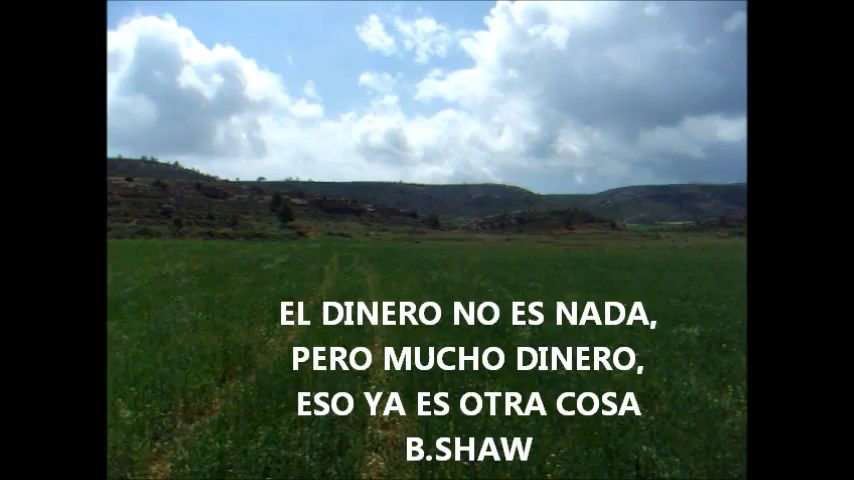 EL DINERO NO ES NADA,
PERO MUCHO DINERO,
ESO YA ES OTRA COSA
B.SHAW